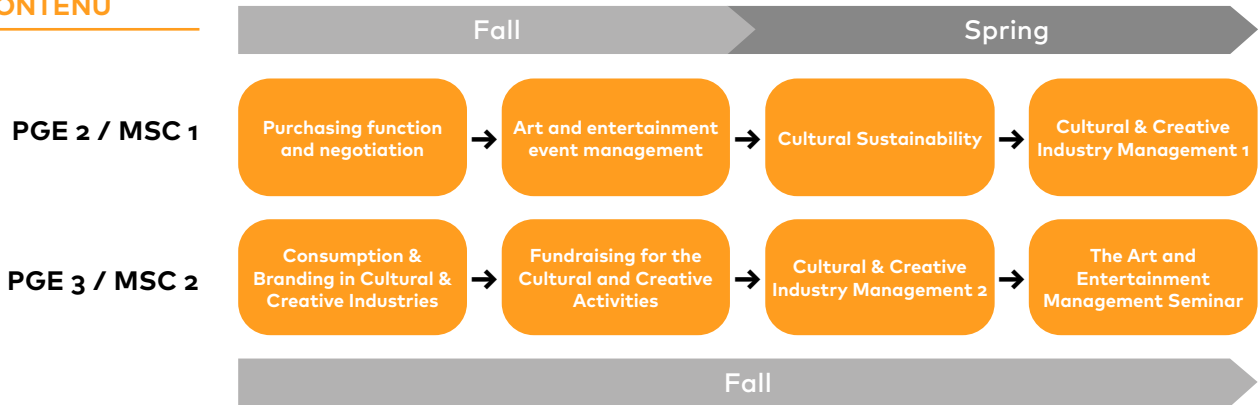 ONTENU
Fall
Spring
PGE 2 / MSC 1
Purchasing function
and negotiation
Art and entertainment
event management
Cultural Sustainability
Cultural & Creative
Industry Management 1
PGE 3 / MSC 2
Consumption &
Branding in Cultural &
Creative Industries
Fundraising for the
Cultural and Creative
Activities
Cultural & Creative
Industry Management 2
The Art and
Entertainment
Management Seminar
Fall